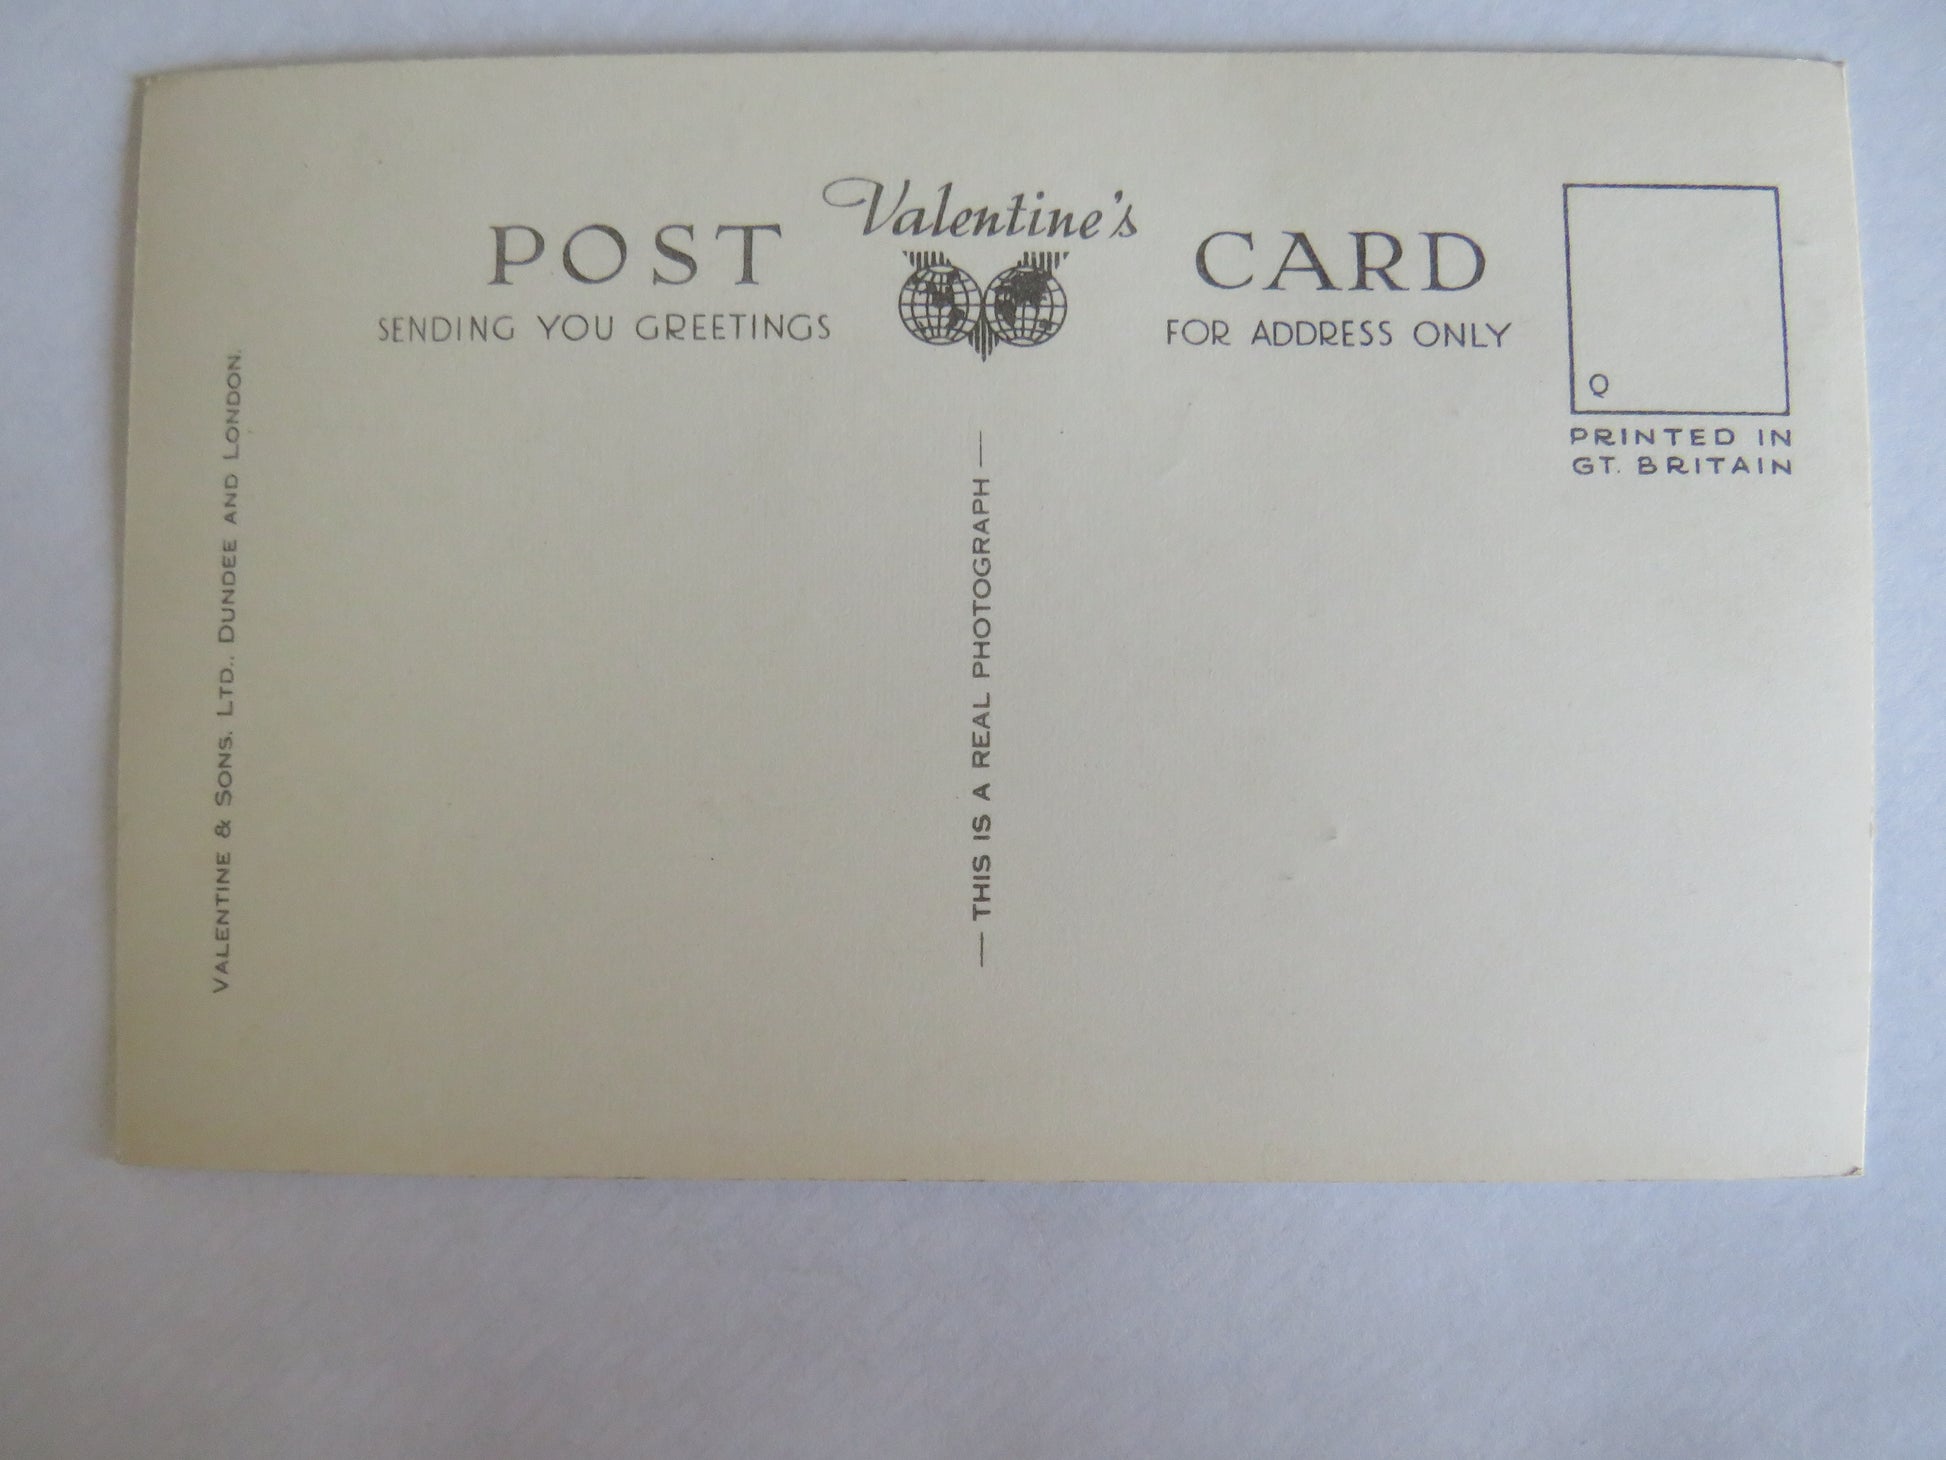 Valentine's
POST CARD
SENDING YOU GREETINGS
FOR ADDRESS ONLY
Q
PRINTED IN
GT. BRITAIN
VALENTINE & SONS. LTD., DUNDEE AND LONDON.
— THIS IS A REAL PHOTOGRAPH —